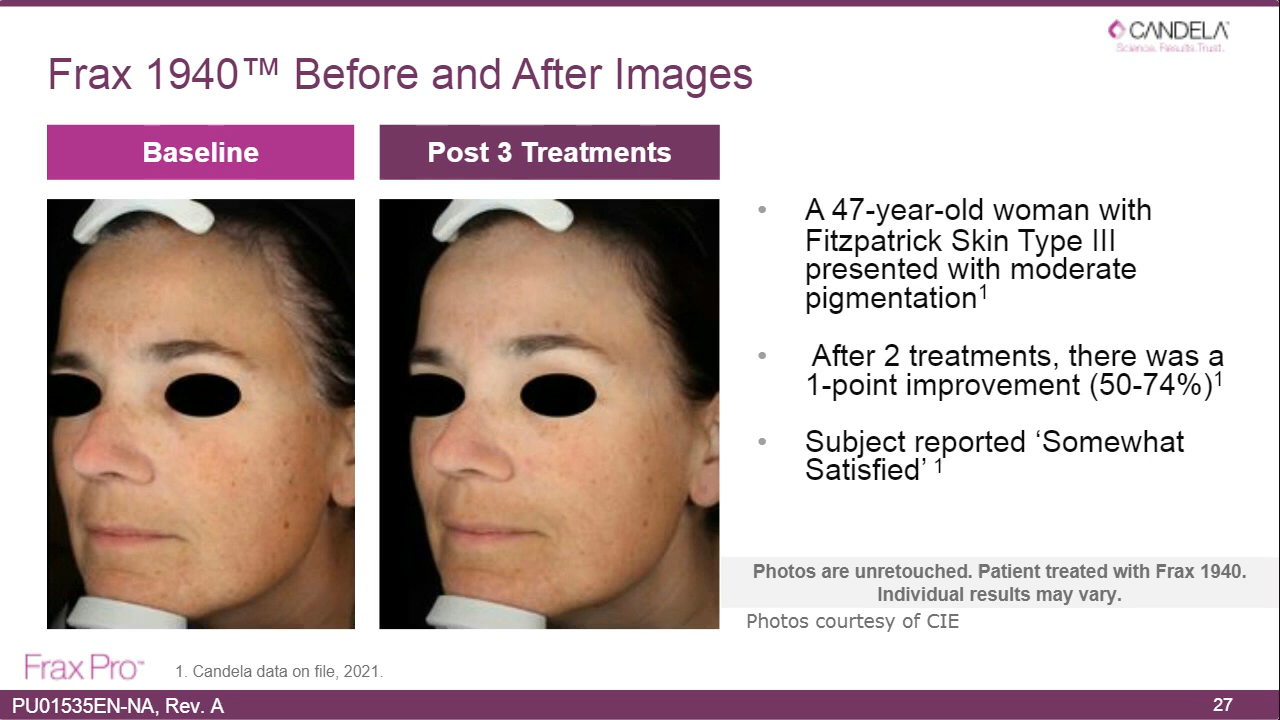 CANDELA™
Science. Results. Trust.
Frax 1940™ Before and After Images
Baseline
Post 3 Treatments
• A 47-year-old woman with
Fitzpatrick Skin Type III
presented with moderate
pigmentation1
• After 2 treatments, there was a
1-point improvement (50-74%)1
• Subject reported ‘Somewhat
Satisfied’ 1
Photos are unretouched. Patient treated with Frax 1940.
Individual results may vary.
Photos courtesy of CIE
Frax Pro™
1. Candela data on file, 2021.
PU01535EN-NA, Rev. A
27